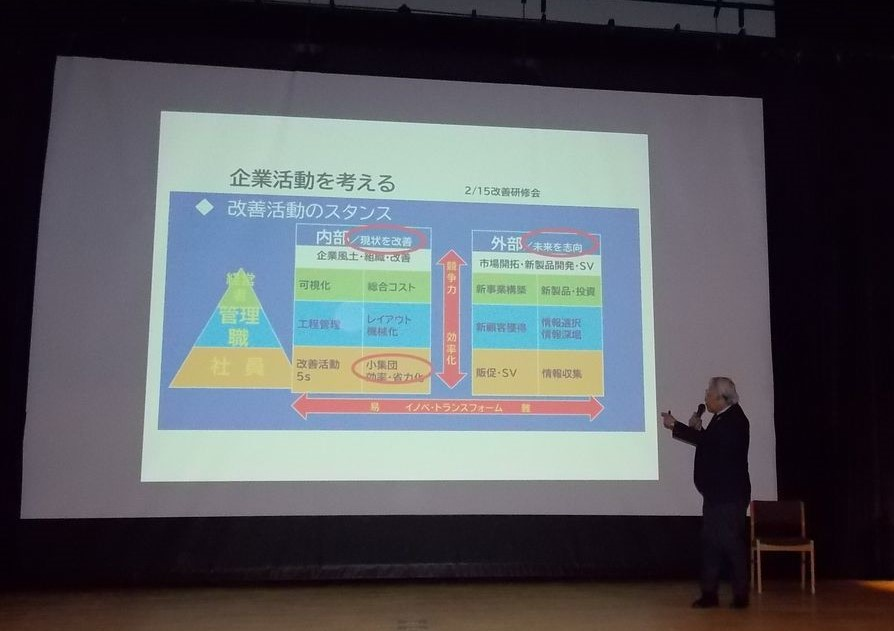 企業活動を考える
2/15改善研修会
◆ 改善活動のスタンス
内部/現状を改善
企業風土・組織・改善
可視化
総合コスト
工程管理
レイアウト
機械化
改善活動
5s
小集団
効率・省力化
経営
者
管理
職
社員
競争力
効率化
外部/未来を志向
市場開拓・新製品開発・SV
新事業構築
新製品・投資
新顧客獲得
情報選択
情報深堀
販促・SV
情報収集
易 イノベ・トランスフォーム 難